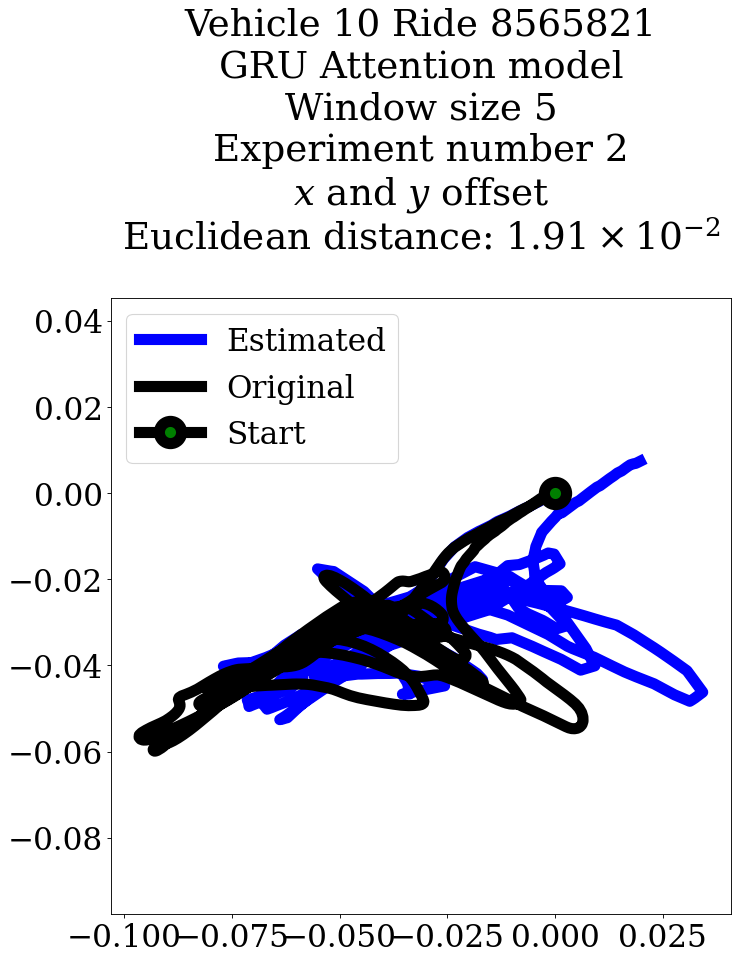 Vehicle 10 Ride 8565821
GRU Attention model
Window size 5
Experiment number 2
x and y offset
Euclidean distance: 1.91 × 10⁻²
Estimated
Original
Start
0.04
0.02
0.00
−0.02
−0.04
−0.06
−0.08
−0.100 −0.075 −0.050 −0.025 0.000 0.025